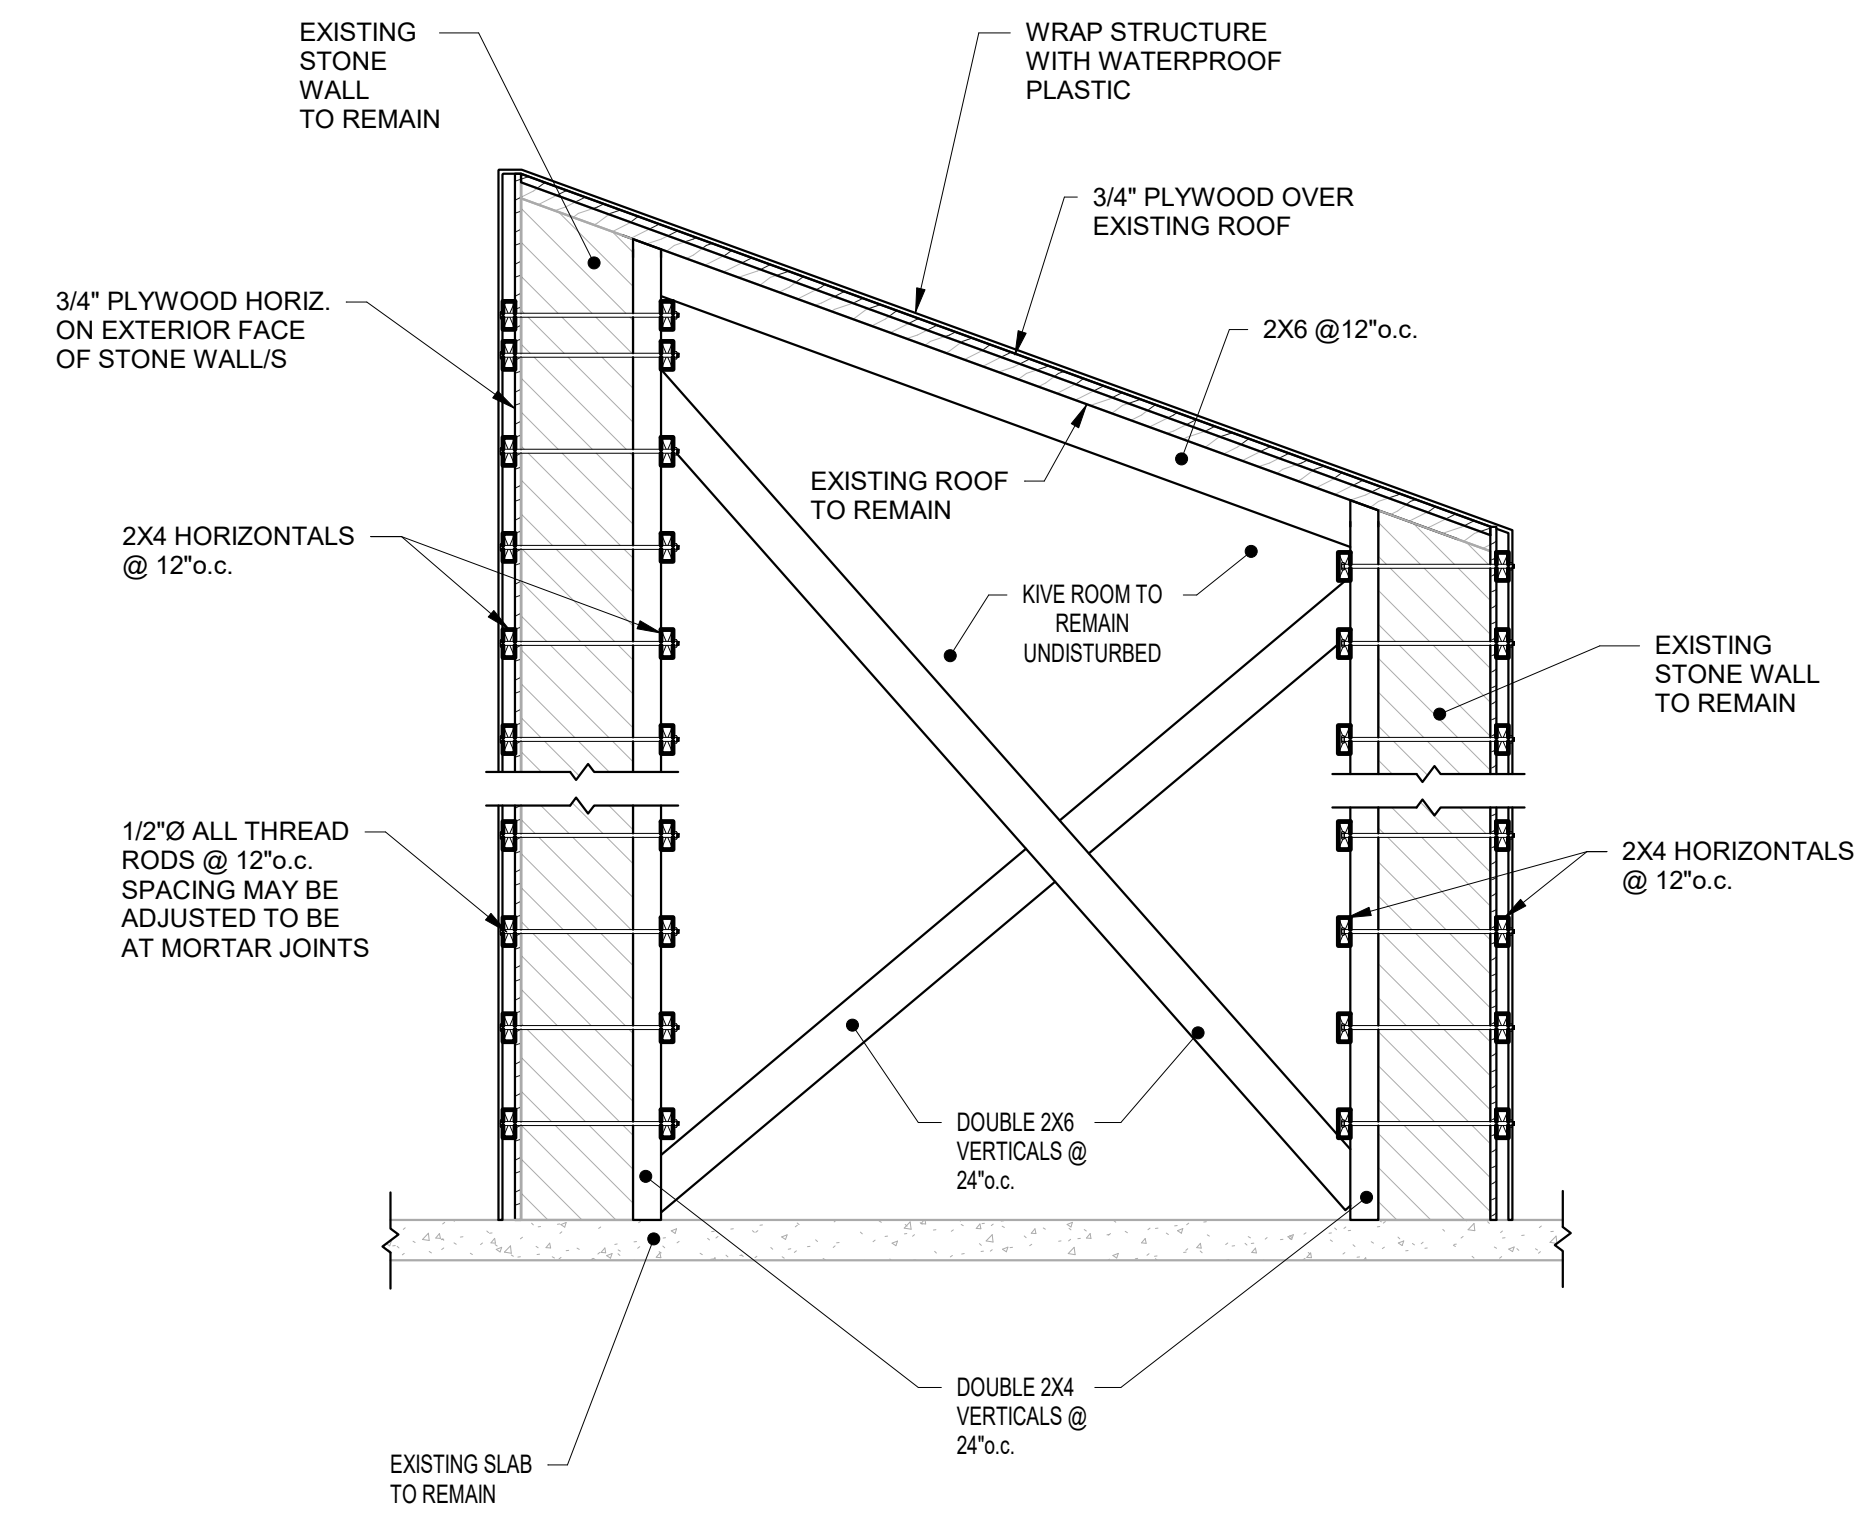 EXISTING
STONE
WALL
TO REMAIN
WRAP STRUCTURE
WITH WATERPROOF
PLASTIC
3/4" PLYWOOD OVER
EXISTING ROOF
3/4" PLYWOOD HORIZ.
ON EXTERIOR FACE
OF STONE WALL/S
2X6 @12"o.c.
EXISTING ROOF
TO REMAIN
2X4 HORIZONTALS
@ 12"o.c.
KIVE ROOM TO
REMAIN
UNDISTURBED
EXISTING
STONE WALL
TO REMAIN
1/2"Ø ALL THREAD
RODS @ 12"o.c.
SPACING MAY BE
ADJUSTED TO BE
AT MORTAR JOINTS
2X4 HORIZONTALS
@ 12"o.c.
DOUBLE 2X6
VERTICALS @
24"o.c.
DOUBLE 2X4
VERTICALS @
24"o.c.
EXISTING SLAB
TO REMAIN